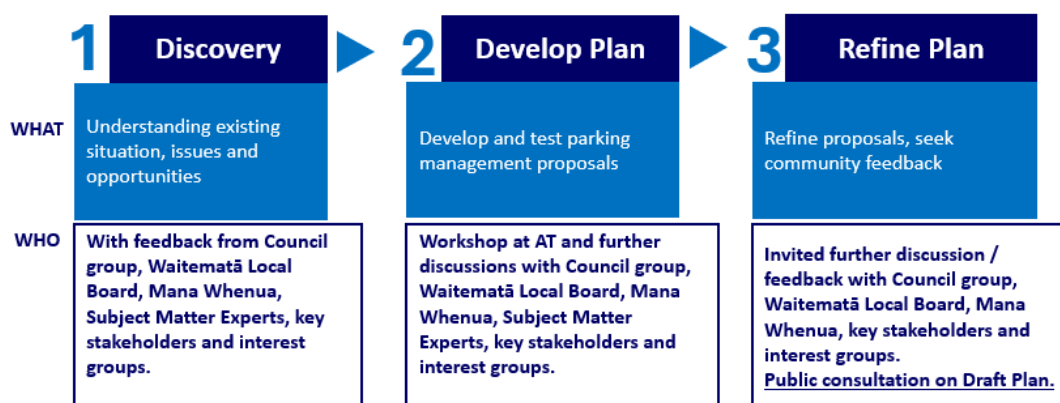 1 Discovery
2 Develop Plan
3 Refine Plan
WHAT
Understanding existing
situation, issues and
opportunities
Develop and test parking
management proposals
Refine proposals, seek
community feedback
WHO
With feedback from Council
group, Waitematā Local
Board, Mana Whenua,
Subject Matter Experts, key
stakeholders and interest
groups.
Workshop at AT and further
discussions with Council group,
Waitematā Local Board, Mana
Whenua, Subject Matter
Experts, key stakeholders and
interest groups.
Invited further discussion /
feedback with Council group,
Waitematā Local Board, Mana
Whenua, key stakeholders and
interest groups.
Public consultation on Draft Plan.